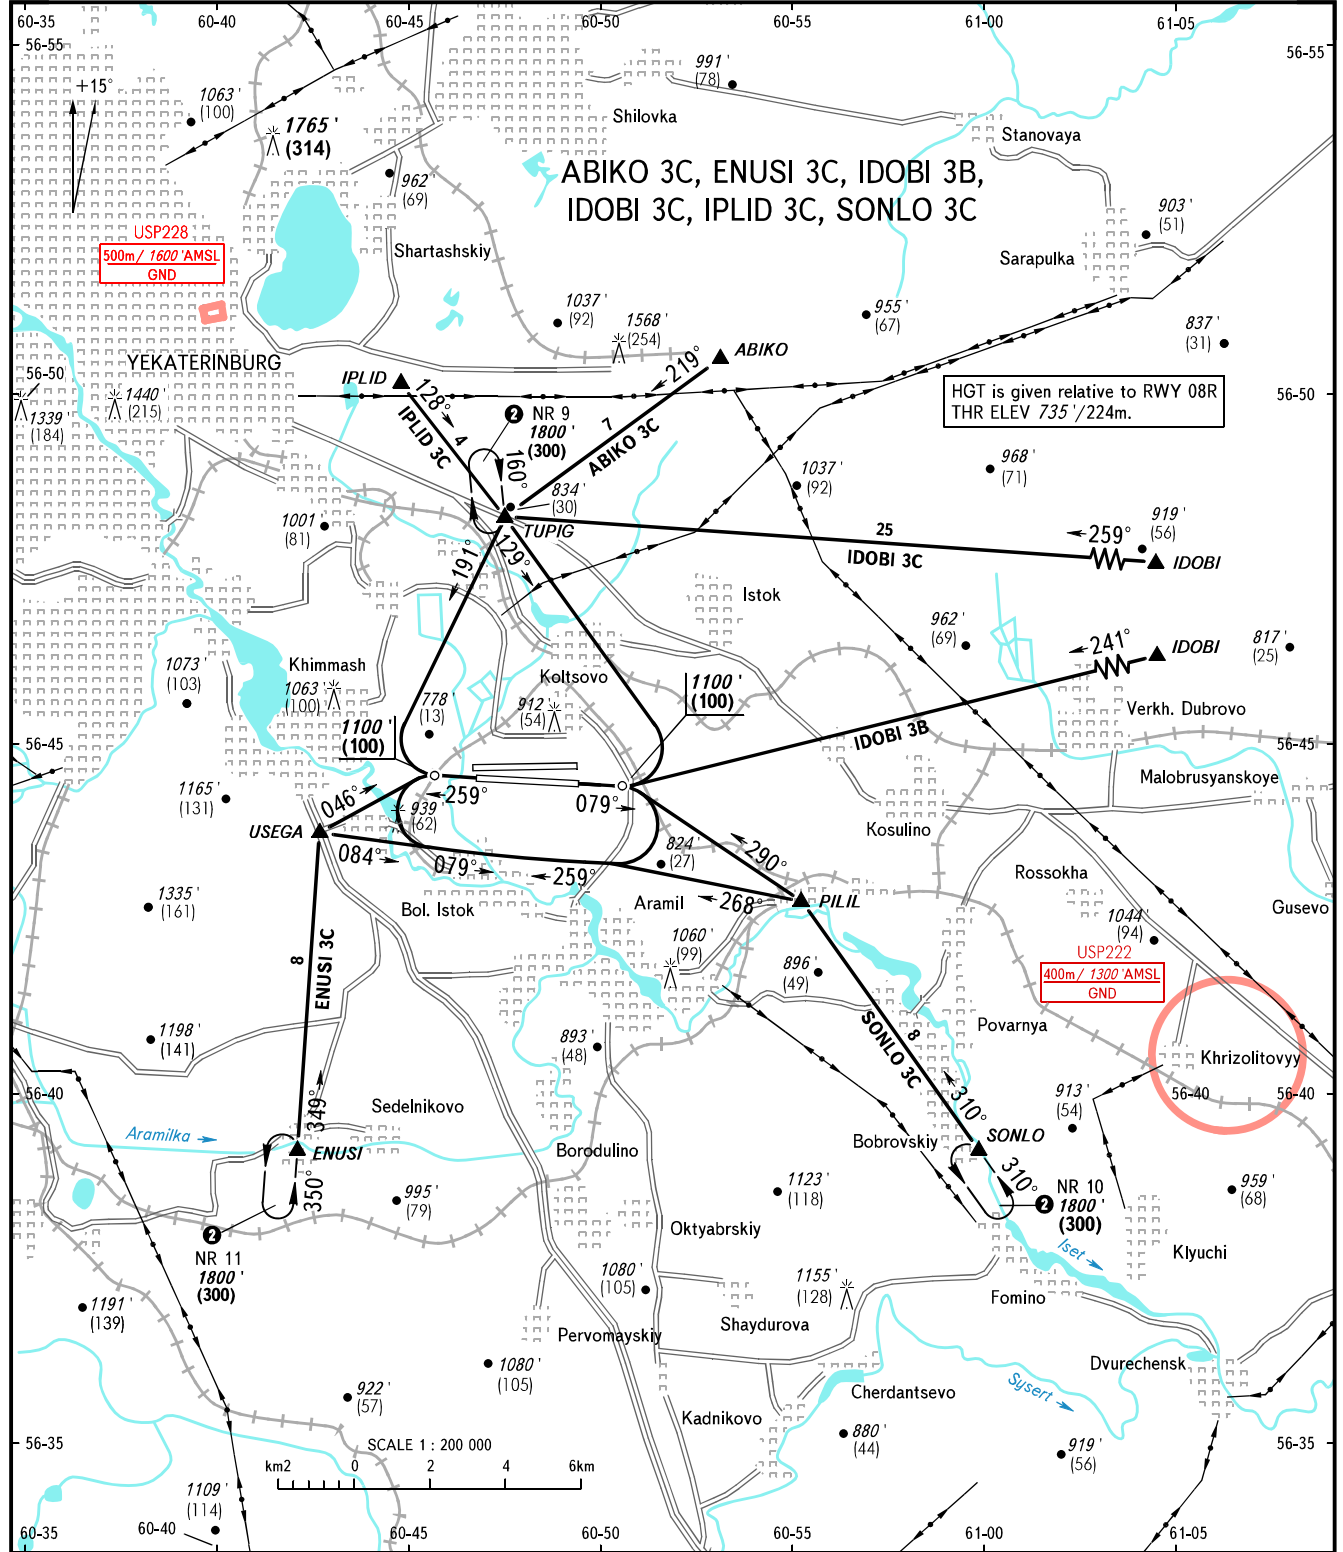 60-35
60-40
60-45
60-50
60-55
61-00
61-05
56-55
56-55
+15°
1063'
(100)
1765'
(314)
962'
(69)
991'
(78)
Shilovka
Stanovaya
ABIKO 3C, ENUSI 3C, IDOBI 3B,
IDOBI 3C, IPLID 3C, SONLO 3C
903'
(51)
USP228
500m/ 1600 'AMSL
GND
Shartashskiy
Sarapulka
1037'
(92)
1568'
(254)
955'
(67)
837'
(31)
YEKATERINBURG
ABIKO
219°
56-50
IPLID
128°
4
IPLID 3C
7
ABIKO 3C
HGT is given relative to RWY 08R
THR ELEV 735 '/224m.
56-50
1339'
(184)
1440'
(215)
2 NR 9
1800'
(300)
160°
834'
(30)
TUPIG
1037'
(92)
968'
(71)
1001'
(81)
191°
129°
25
IDOBI 3C
259°
919'
(56)
IDOBI
Istok
962'
(69)
241°
IDOBI
817'
(25)
1073'
(103)
Khimmash
1063'
(100)
Koltsovo
778'
(13)
912'
(54)
1100'
(100)
1100'
(100)
IDOBI 3B
Verkh. Dubrovo
56-45
56-45
Malobrusyanskoye
1165'
(131)
046°
259°
079°
939'
(62)
USEGA
084°
079°
259°
824'
(27)
290°
268°
PILIL
Kosulino
Rossokha
1335'
(161)
Bol. Istok
Aramil
1044'
(94)
Gusevo
8
ENUSI 3C
1060'
(99)
896'
(49)
USP222
400m/ 1300 'AMSL
GND
1198'
(141)
893'
(48)
8
SONLO 3C
Povarnya
Khrizolitovyy
56-40
56-40
56-40
349°
Sedelnikovo
310°
913'
(54)
Aramilka
ENUSI
Borodulino
Bobrovskiy
SONLO
350°
995'
(79)
1123'
(118)
310°
NR 10
2 1800'
(300)
959'
(68)
2
NR 11
1800'
(300)
Oktyabrskiy
Iset
Klyuchi
1191'
(139)
1080'
(105)
1155'
(128)
Fomino
Pervomayskiy
Shaydurova
1080'
(105)
Dvurechensk
922'
(57)
Cherdantsevo
Sysert
Kadnikovo
880'
(44)
919'
(56)
56-35
56-35
SCALE 1 : 200 000
km2
0
2
4
6km
1109'
(114)
60-35
60-40
60-45
60-50
60-55
61-00
61-05